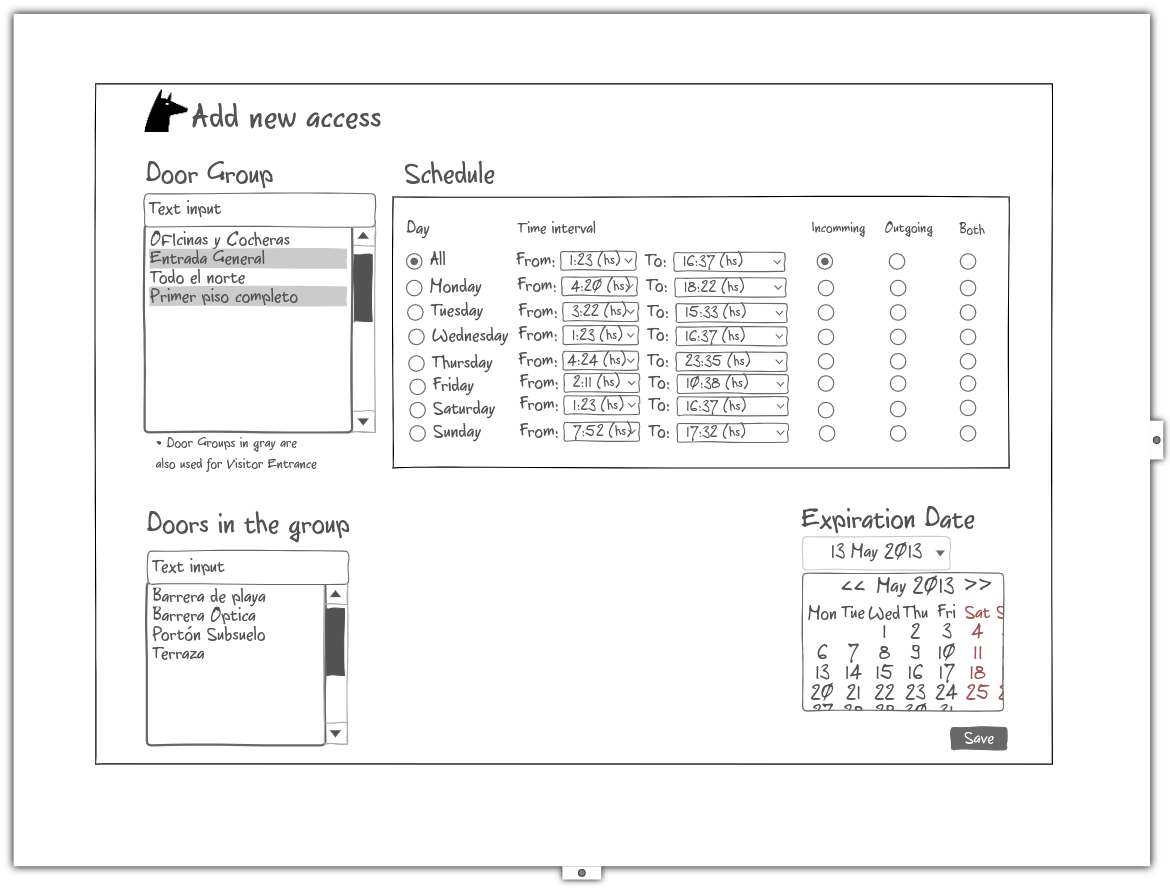 Add new access
Door Group
Text input
OFIcinas y Cocheras
Entrada General
Todo el norte
Primer piso completo
• Door Groups in gray are
also used for Visitor Entrance
Schedule
Day Time interval Incomming Outgoing Both
All From: 1:23 (hs) To: 16:37 (hs)
Monday From: 4:20 (hs) To: 18:22 (hs)
Tuesday From: 3:22 (hs) To: 15:33 (hs)
Wednesday From: 1:23 (hs) To: 16:37 (hs)
Thursday From: 4:24 (hs) To: 23:35 (hs)
Friday From: 2:11 (hs) To: 10:38 (hs)
Saturday From: 1:23 (hs) To: 16:37 (hs)
Sunday From: 7:52 (hs) To: 17:32 (hs)
Doors in the group
Text input
Barrera de playa
Barrera Optica
Portón Subsuelo
Terraza
Expiration Date
13 May 2013
<< May 2013 >>
Mon Tue Wed Thu Fri Sat S
1 2 3 4
6 7 8 9 10 11
13 14 15 16 17 18
20 21 22 23 24 25
Save